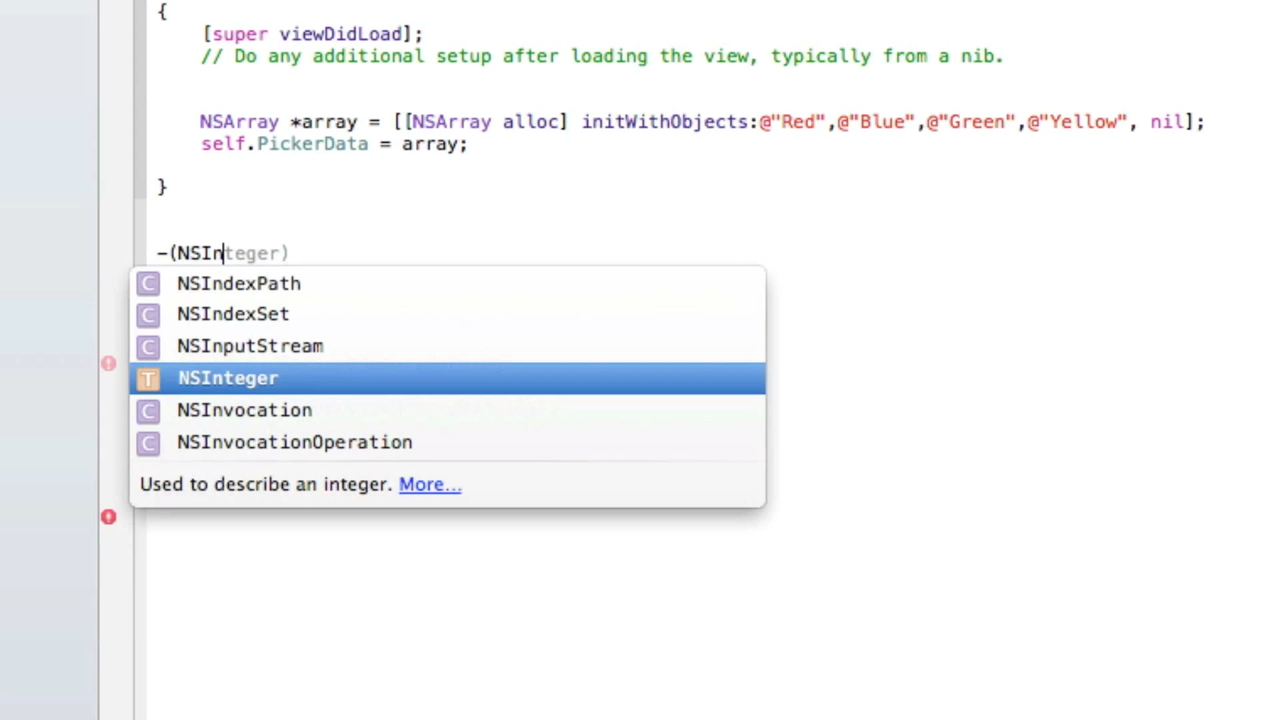 {
[super viewDidLoad];
// Do any additional setup after loading the view, typically from a nib.
NSArray *array = [[NSArray alloc] initWithObjects:@"Red",@"Blue",@"Green",@"Yellow", nil];
self.PickerData = array;
}
-(NSInteger)
C NSIndexPath
C NSIndexSet
C NSInputStream
T NSInteger
C NSInvocation
C NSInvocationOperation
Used to describe an integer. More...